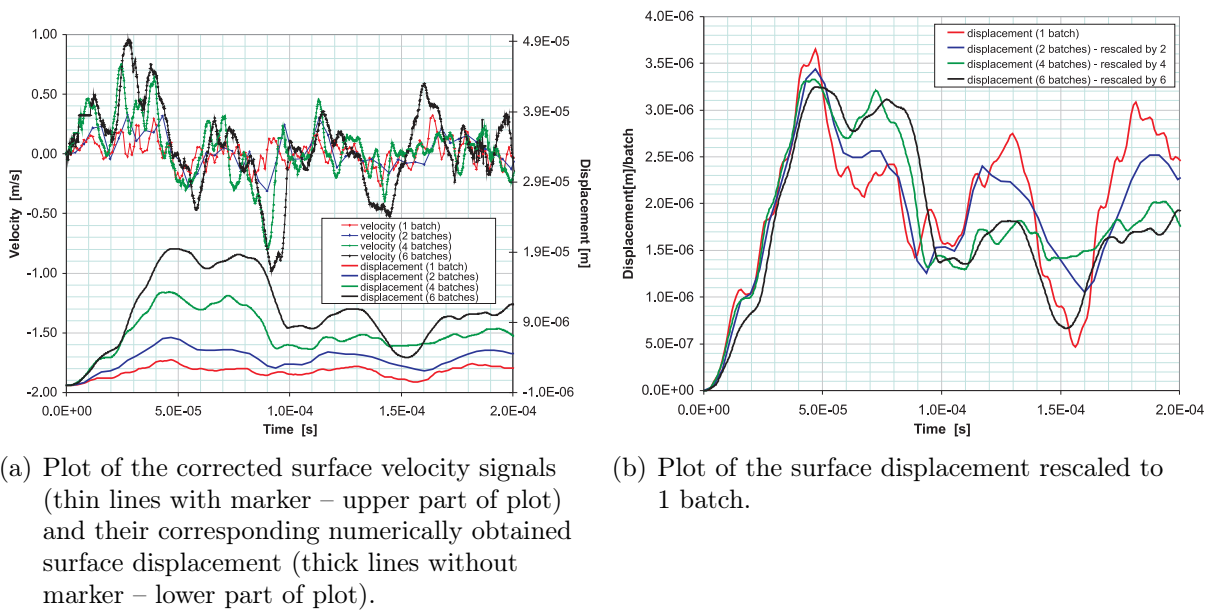 1.00
0.50
0.00
-0.50
-1.00
-1.50
-2.00
Velocity [m/s]
4.9E-05
3.9E-05
2.9E-05
1.9E-05
9.0E-06
-1.0E-06
Displacement [m]
velocity (1 batch)
velocity (2 batches)
velocity (4 batches)
velocity (6 batches)
displacement (1 batch)
displacement (2 batches)
displacement (4 batches)
displacement (6 batches)
0.0E+00 5.0E-05 1.0E-04 1.5E-04 2.0E-04
Time [s]
(a) Plot of the corrected surface velocity signals
(thin lines with marker – upper part of plot)
and their corresponding numerically obtained
surface displacement (thick lines without
marker – lower part of plot).
4.0E-06
3.5E-06
3.0E-06
2.5E-06
2.0E-06
1.5E-06
1.0E-06
5.0E-07
0.0E+00
Displacement[m]/batch
displacement (1 batch)
displacement (2 batches) - rescaled by 2
displacement (4 batches) - rescaled by 4
displacement (6 batches) - rescaled by 6
0.0E+00 5.0E-05 1.0E-04 1.5E-04 2.0E-04
Time [s]
(b) Plot of the surface displacement rescaled to
1 batch.